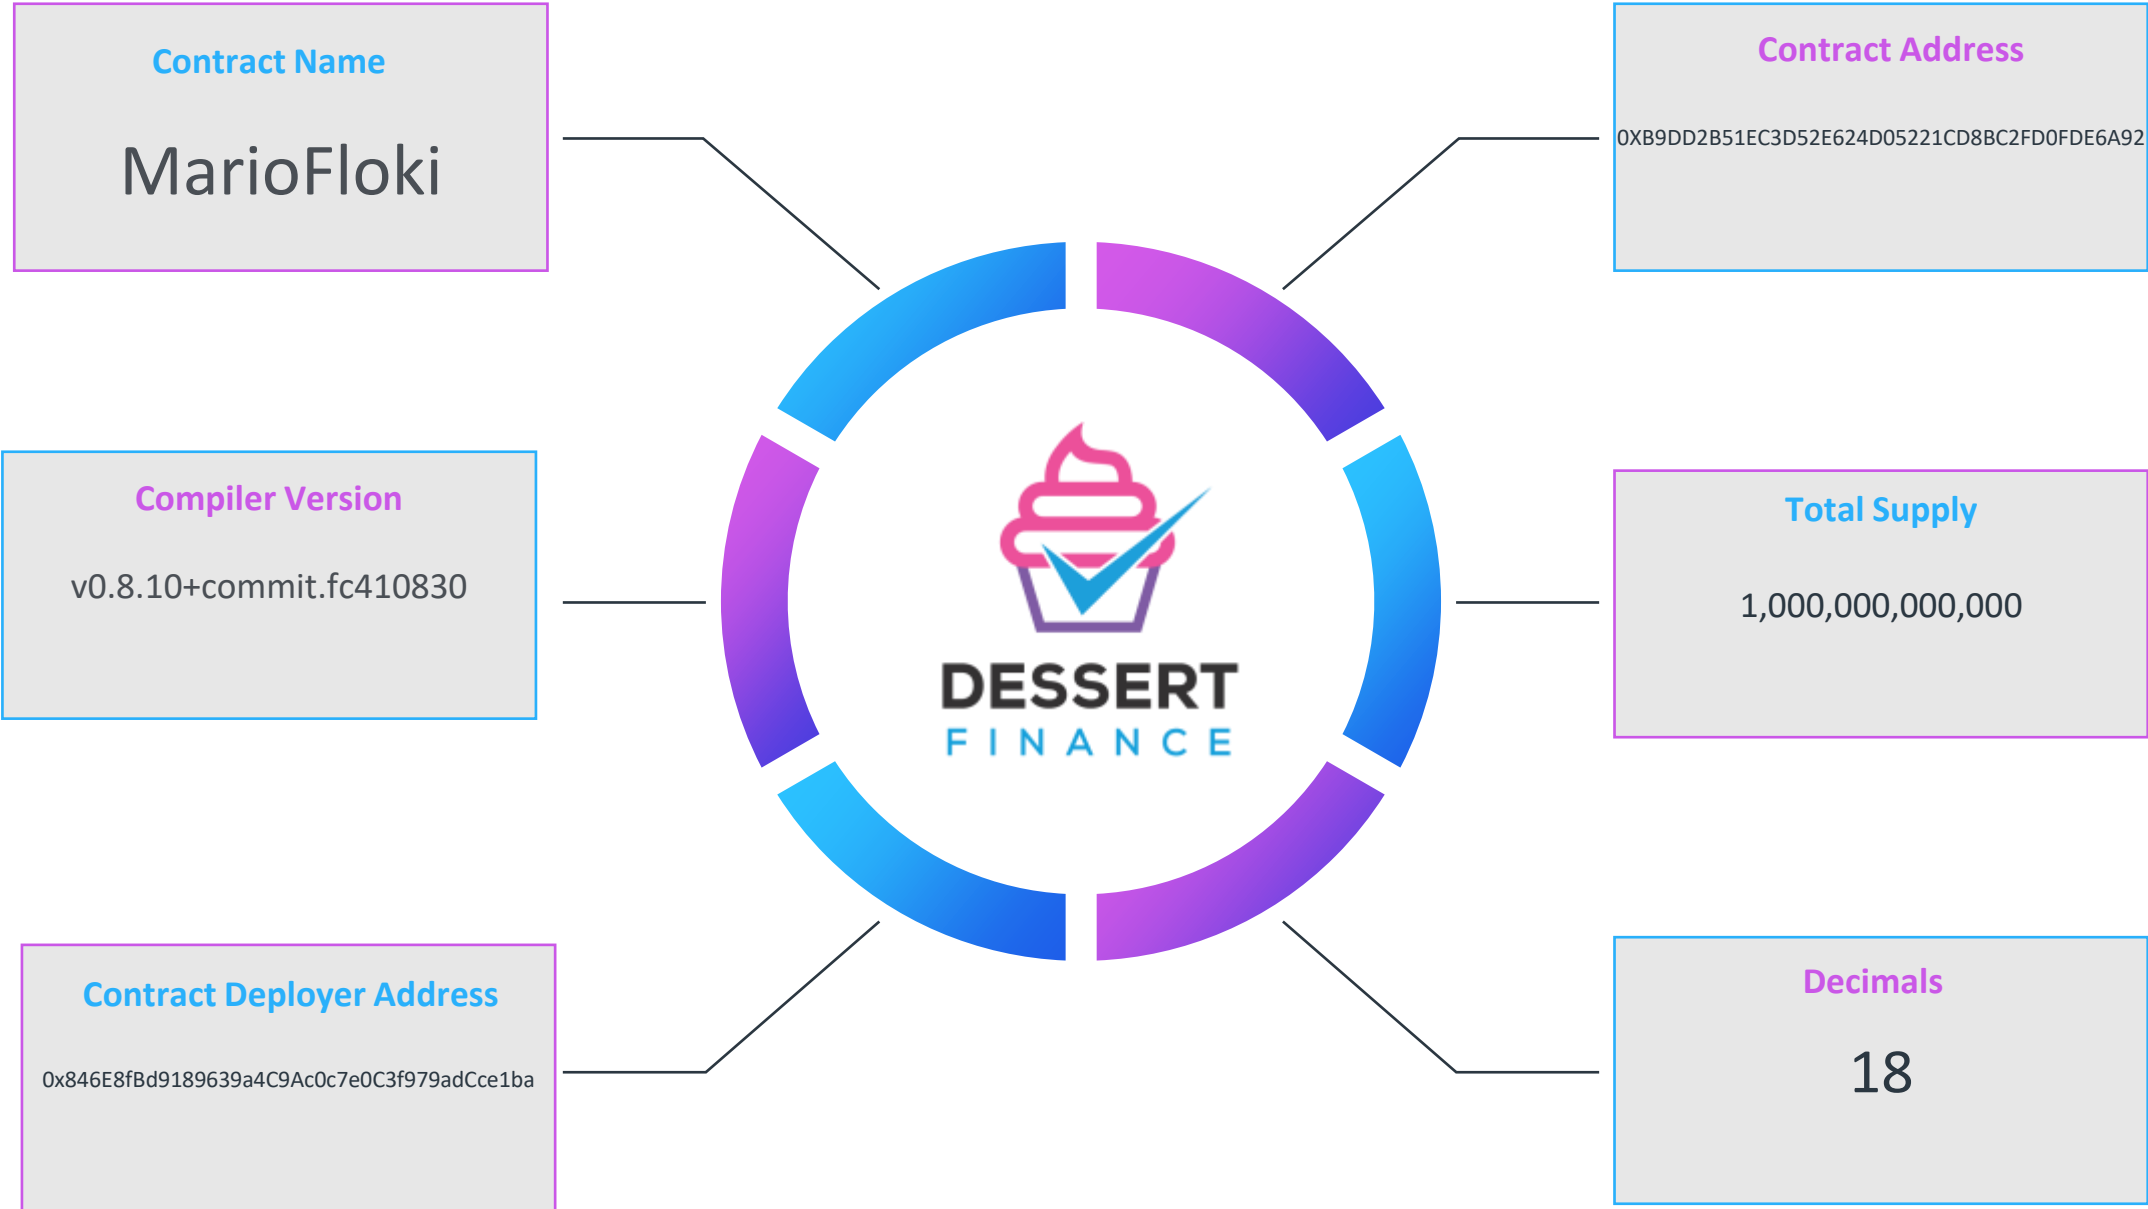 Contract Name
MarioFloki
Contract Address
0XB9DD2B51EC3D52E624D05221CD8BC2FD0FDE6A92
Compiler Version
v0.8.10+commit.fc410830
DESSERT
FINANCE
Total Supply
1,000,000,000,000
Contract Deployer Address
0x846E8fBd9189639a4C9Ac0c7e0C3f979adCce1ba
Decimals
18